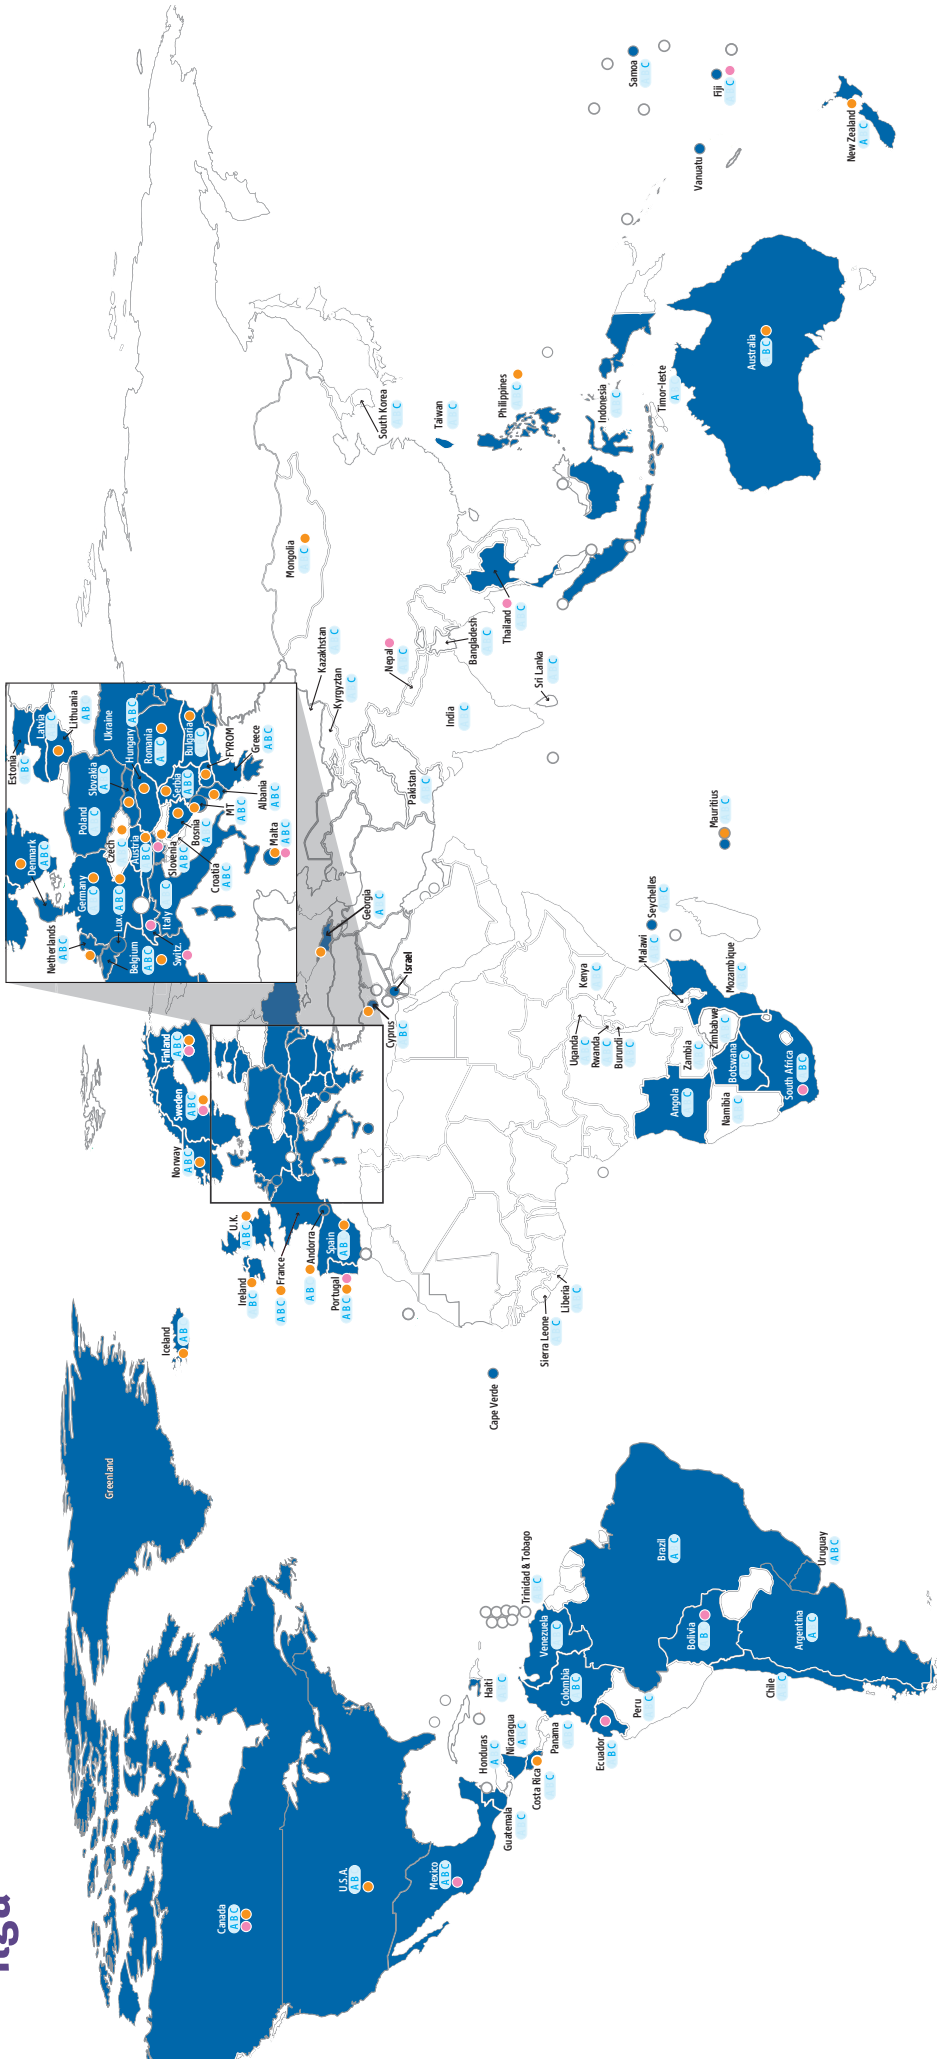 ilga
Canada
A B C
U.S.A.
A B
Mexico
A B C
Greenland
Guatemala
C
Honduras
A C
Nicaragua
A C
Costa Rica
C
Panama
C
Haiti
C
Trinidad & Tobago
C
Venezuela
C
Colombia
B C
Ecuador
B C
Peru
C
Bolivia
B
Brazil
A C
Chile
C
Argentina
A C
Uruguay
A B C
Iceland
A B
Ireland
B C
U.K.
A B C
France
A B C
Andorra
A B
Portugal
A B C
Spain
A B
Norway
A B C
Sweden
A B C
Finland
A B C
Cape Verde
Sierra Leone
C
Liberia
C
Netherlands
A B C
Belgium
A B C
Lux.
A B C
Switz.
Denmark
A B C
Germany
C
Italy
C
Czech
C
Austria
B C
Poland
C
Slovakia
A C
Slovenia
A B C
Croatia
A B C
Bosnia
A C
Hungary
A B C
Serbia
A B C
MT
A B C
Albania
A B C
Malta
A B C
Romania
A C
Bulgaria
C
FYROM
Greece
A B C
Ukraine
Estonia
B C
Latvia
C
Lithuania
A B
Cyprus
B C
Israel
Georgia
A C
Uganda
C
Rwanda
C
Burundi
C
Kenya
C
Malawi
C
Seychelles
C
Mauritius
C
Angola
C
Zambia
C
Zimbabwe
C
Mozambique
C
Namibia
C
Botswana
C
South Africa
B C
Kazakhstan
C
Kyrgyztan
C
Pakistan
C
India
C
Nepal
C
Bangladesh
C
Sri Lanka
C
Thailand
C
Mongolia
C
South Korea
C
Taiwan
C
Philippines
C
Indonesia
C
Timor-leste
A
Australia
B C
New Zealand
A C
Vanuatu
Fiji
C
Samoa
C